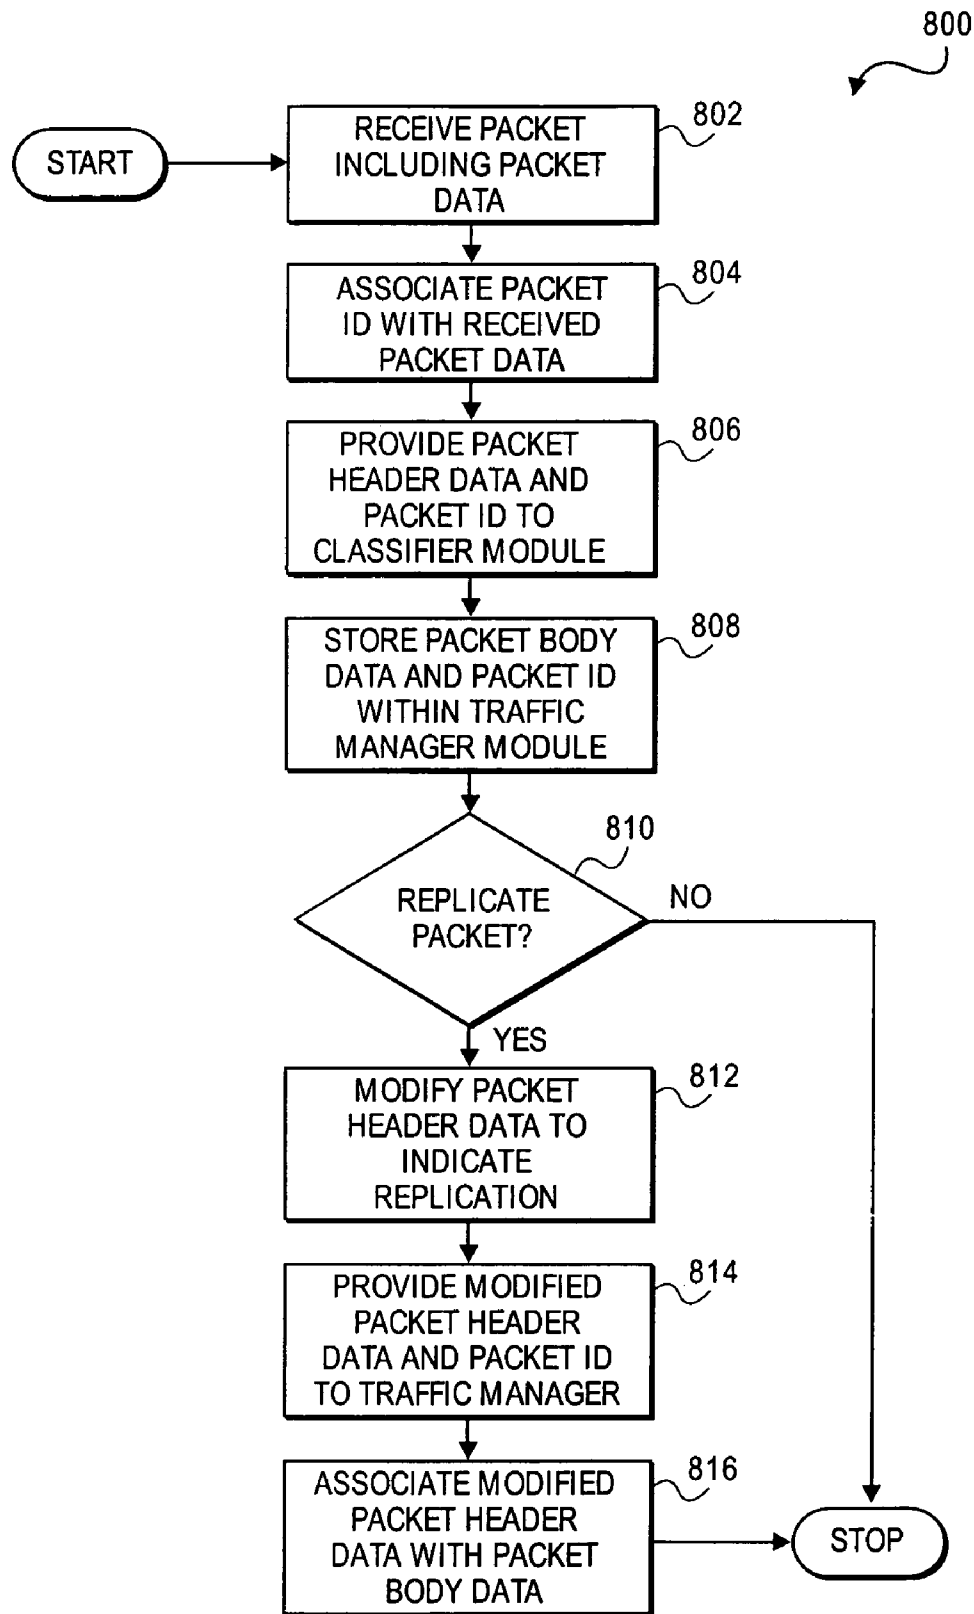 800
START
RECEIVE PACKET
INCLUDING PACKET
DATA
802
ASSOCIATE PACKET
ID WITH RECEIVED
PACKET DATA
804
PROVIDE PACKET
HEADER DATA AND
PACKET ID TO
CLASSIFIER MODULE
806
STORE PACKET BODY
DATA AND PACKET ID
WITHIN TRAFFIC
MANAGER MODULE
808
REPLICATE
PACKET?
810
NO
YES
MODIFY PACKET
HEADER DATA TO
INDICATE
REPLICATION
812
PROVIDE MODIFIED
PACKET HEADER
DATA AND PACKET ID
TO TRAFFIC MANAGER
814
ASSOCIATE MODIFIED
PACKET HEADER
DATA WITH PACKET
BODY DATA
816
STOP